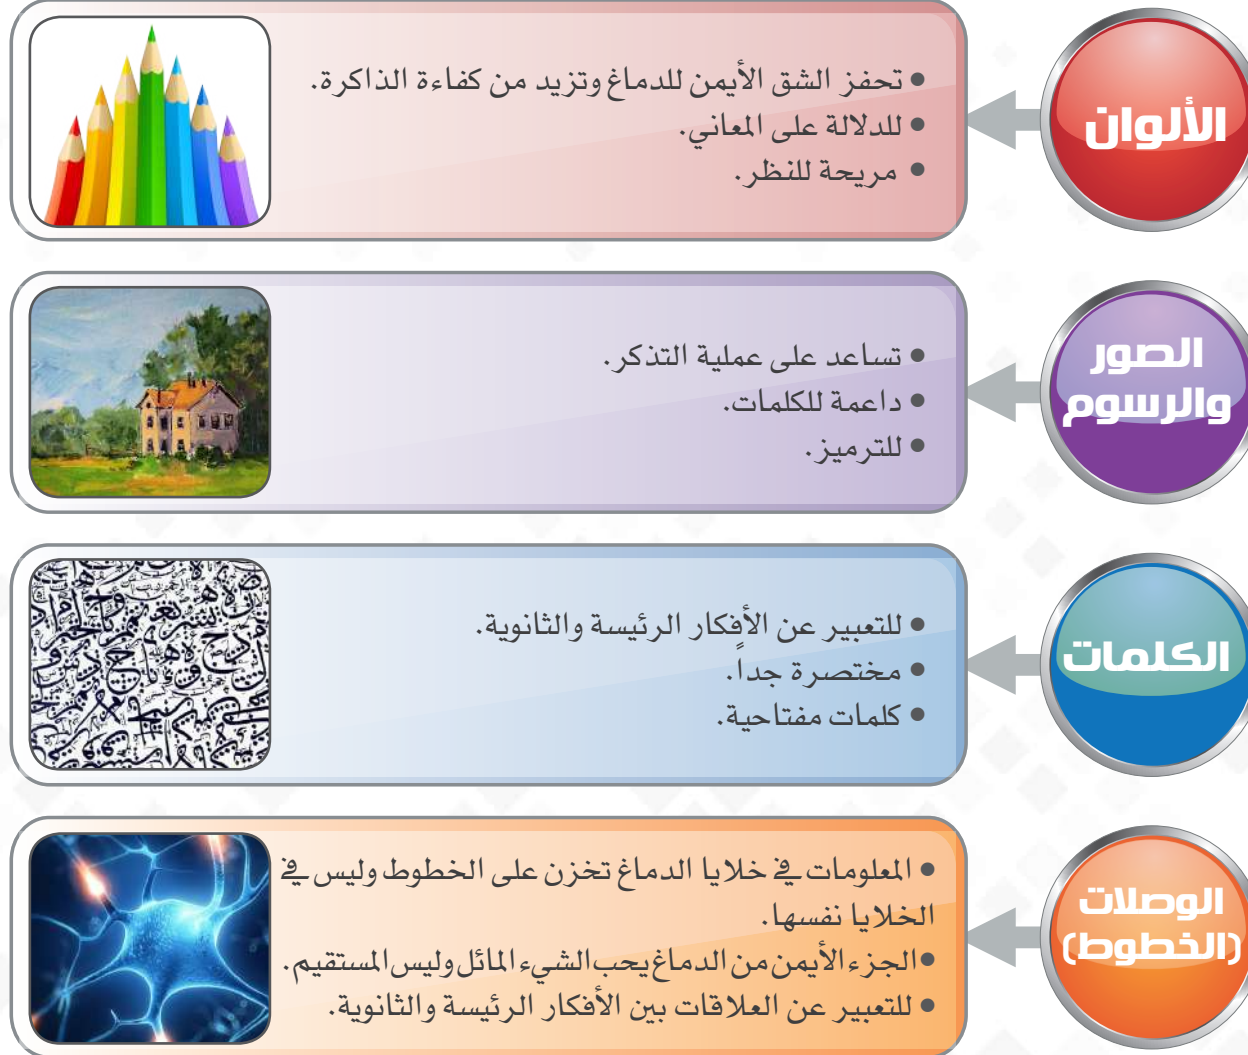 الألوان
• تحفز الشق الأيمن للدماغ وتزيد من كفاءة الذاكرة.
• للدلالة على المعاني.
• مريحة للنظر.
الصور
والرسوم
• تساعد على عملية التذكر.
• داعمة للكلمات.
• للترميز.
الكلمات
• للتعبير عن الأفكار الرئيسة والثانوية.
• مختصرة جداً.
• كلمات مفتاحية.
الوصلات
(الخطوط)
• المعلومات في خلايا الدماغ تخزن على الخطوط وليس في
الخلايا نفسها.
• الجزء الأيمن من الدماغ يحب الشيء المائل وليس المستقيم.
• للتعبير عن العلاقات بين الأفكار الرئيسة والثانوية.